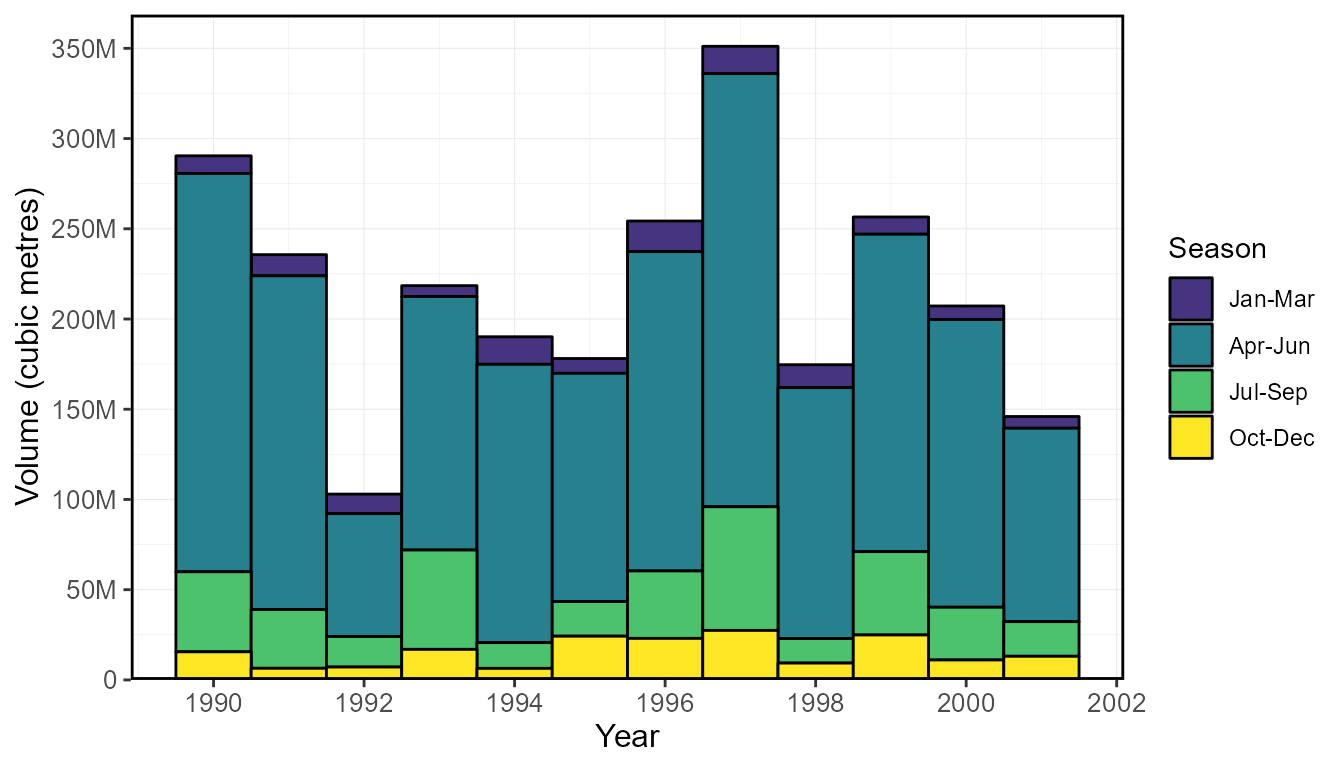 350M
300M
250M
200M
150M
100M
50M
0
Volume (cubic metres)
1990 1992 1994 1996 1998 2000 2002
Year
Season
Jan-Mar
Apr-Jun
Jul-Sep
Oct-Dec